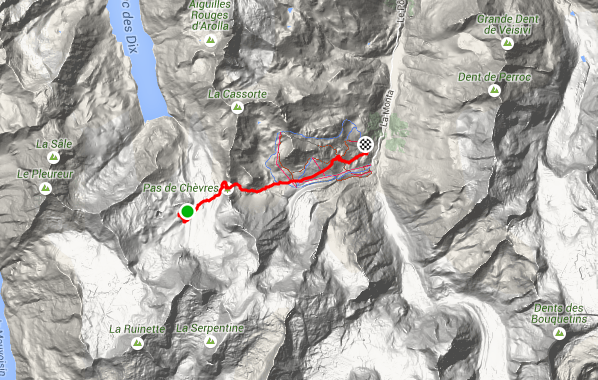 Aiguilles
Rouges
d'Arolla
c des Dix
Grande Dent
de Veisivi
Dent de Perroc
La Cassorte
La Monta
La Sâle
Le Pleureur
Pas de Chèvres
La Ruinette
La Serpentine
Dents des
Bouquetins